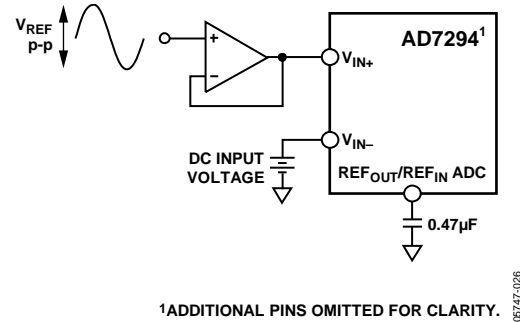 VREF
p-p
+
−
AD7294¹
VIN+
VIN−
DC INPUT
VOLTAGE
REFOUT/REFIN ADC
0.47µF
¹ADDITIONAL PINS OMITTED FOR CLARITY.
05747-026